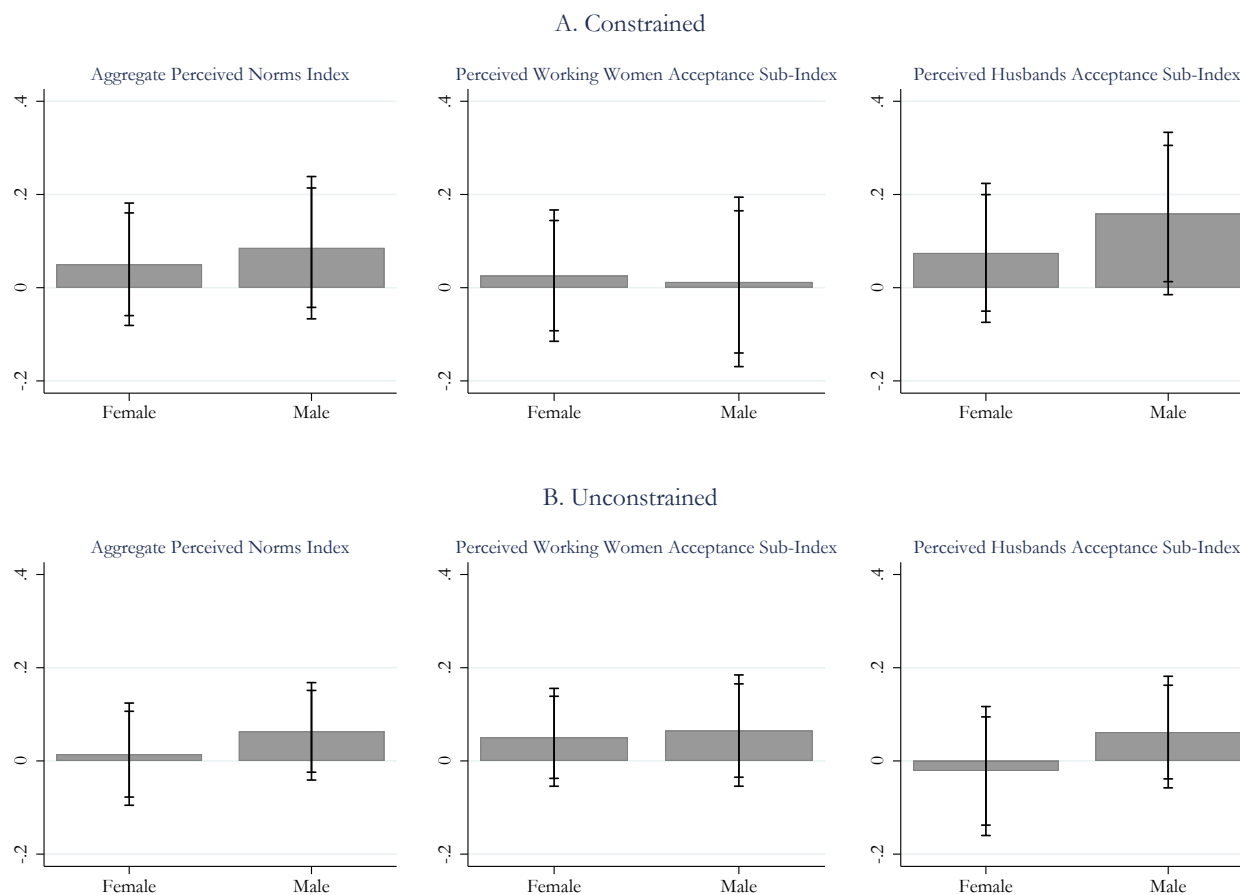 A. Constrained
Aggregate Perceived Norms Index
Perceived Working Women Acceptance Sub-Index
Perceived Husbands Acceptance Sub-Index
.4
.2
0
-.2
Female
Male
.4
.2
0
-.2
Female
Male
.4
.2
0
-.2
Female
Male
B. Unconstrained
Aggregate Perceived Norms Index
Perceived Working Women Acceptance Sub-Index
Perceived Husbands Acceptance Sub-Index
.4
.2
0
-.2
Female
Male
.4
.2
0
-.2
Female
Male
.4
.2
0
-.2
Female
Male